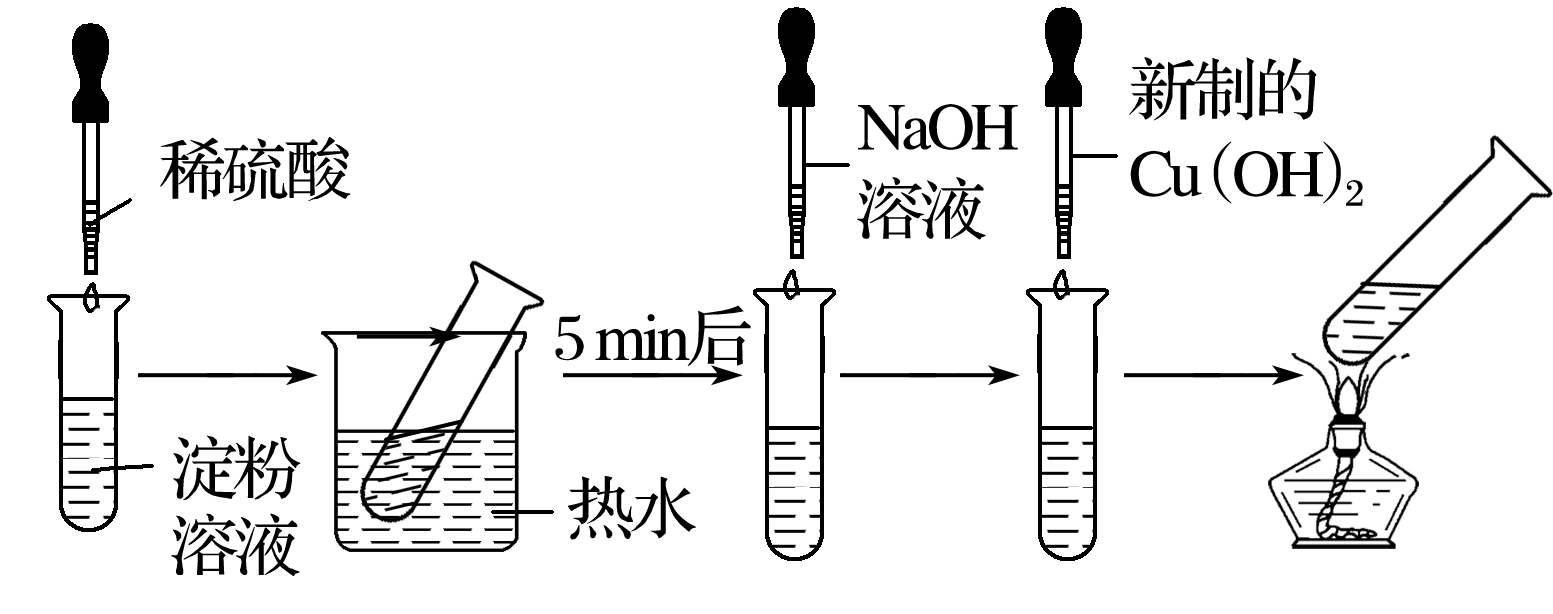 稀硫酸
淀粉
溶液
热水
5 min后
NaOH
溶液
新制的
Cu(OH)₂